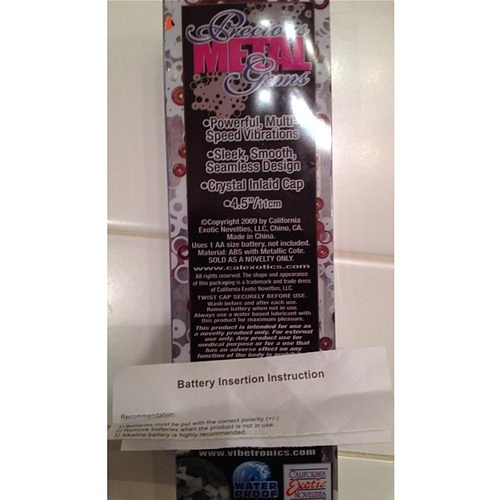 Precious
METAL
Gems
•Powerful, Multi-
Speed Vibrations
•Sleek, Smooth,
Seamless Design
•Crystal Inlaid Cap
•4.5"/11cm
©Copyright 2009 by California
Exotic Novelties, LLC, Chino, CA.
Made in China.
Uses 1 AA size battery, not included.
Material: ABS with Metallic Cote.
SOLD AS A NOVELTY ONLY.
www.calexotics.com
All rights reserved. The shape and appearance
of this packaging is a trademark and trade dress
of California Exotic Novelties, LLC.
TWIST CAP SECURELY BEFORE USE.
Wash before and after each use.
Remove battery when not in use.
Always use a water based lubricant with
this product for maximum pleasure.
This product is intended for use as
a novelty product only. For external
use only. Any product use for
medical purpose or for a use that
has an adverse effect on any
function of the body is
Battery Insertion Instruction
Recommendation:
1) Batteries must be put with the correct polarity (+/-)
2) Remove batteries when the product is not in use.
3) Alkaline battery is highly recommended.
www.vibetronics.com
WATER
PROOF
CALIFORNIA
Exotic
NOVELTIES